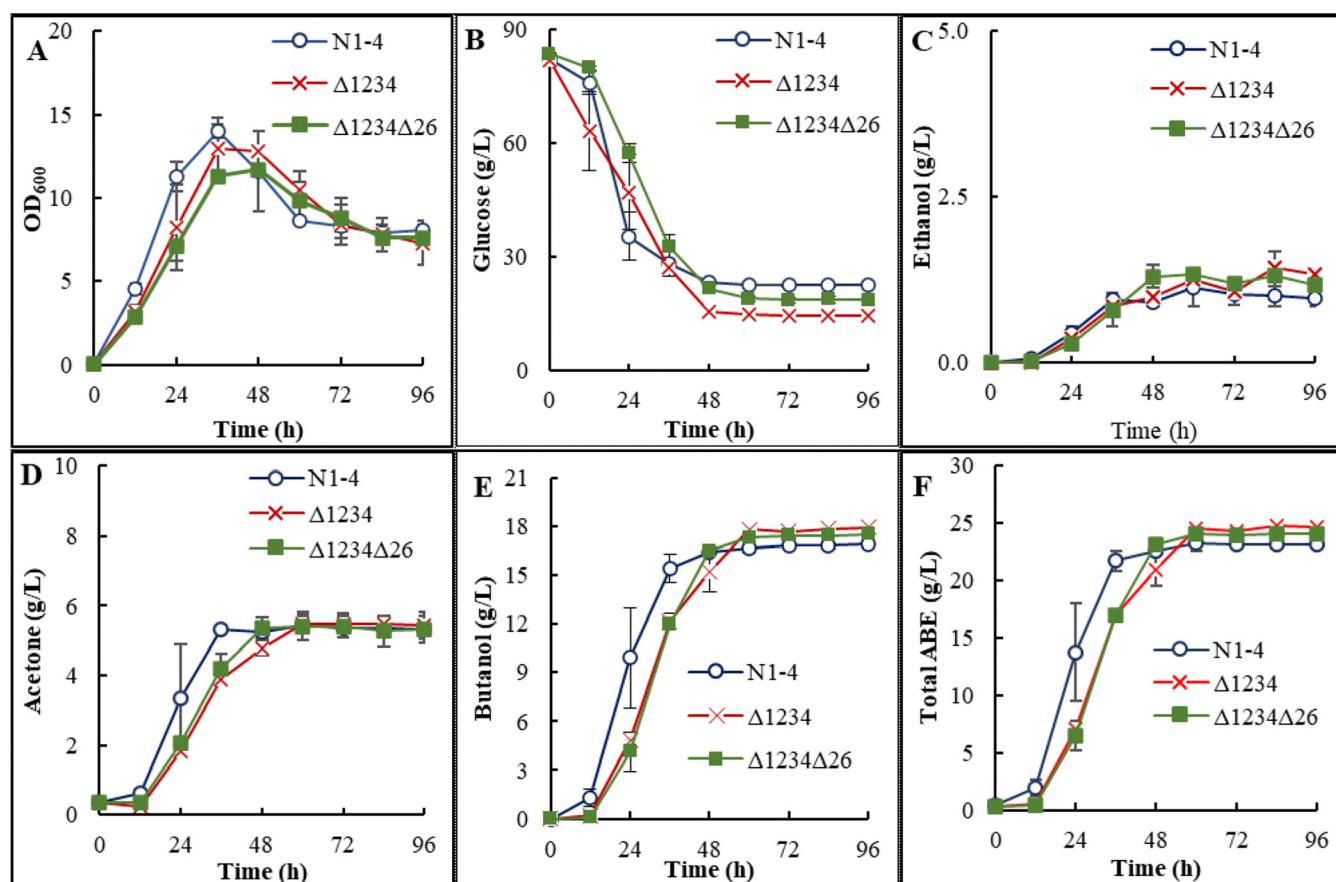 A
OD600
20
15
10
5
0
N1-4
Δ1234
Δ1234Δ26
0 24 48 72 96
Time (h)
B
Glucose (g/L)
90
60
30
0
N1-4
Δ1234
Δ1234Δ26
0 24 48 72 96
Time (h)
C
Ethanol (g/L)
5.0
2.5
0.0
N1-4
Δ1234
Δ1234Δ26
0 24 48 72 96
Time (h)
D
Acetone (g/L)
10
8
6
4
2
0
N1-4
Δ1234
Δ1234Δ26
0 24 48 72 96
Time (h)
E
Butanol (g/L)
21
18
15
12
9
6
3
0
N1-4
Δ1234
Δ1234Δ26
0 24 48 72 96
Time (h)
F
Total ABE (g/L)
30
25
20
15
10
5
0
N1-4
Δ1234
Δ1234Δ26
0 24 48 72 96
Time (h)